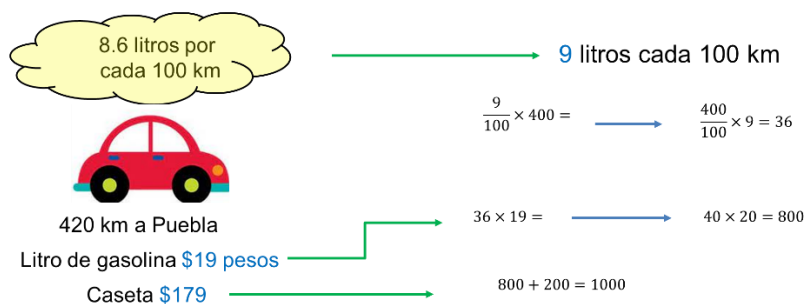 8.6 litros por
cada 100 km
9 litros cada 100 km
9/100 × 400 =
400/100 × 9 = 36
420 km a Puebla
36 × 19 =
40 × 20 = 800
Litro de gasolina $19 pesos
Caseta $179
800 + 200 = 1000